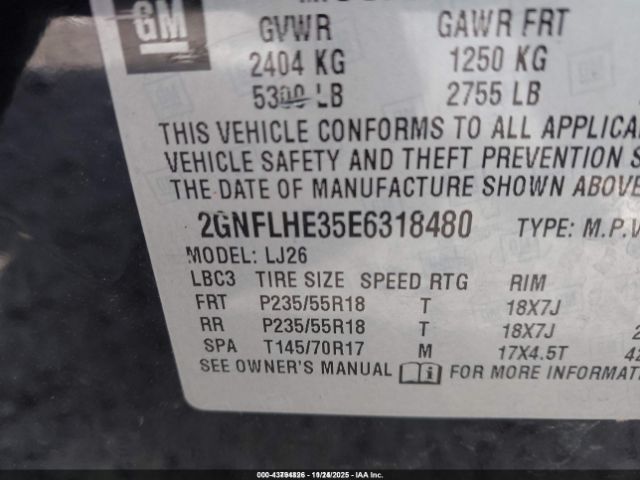 GM
GVWR GAWR FRT
2404 KG 1250 KG
5300 LB 2755 LB
THIS VEHICLE CONFORMS TO ALL APPLICA
VEHICLE SAFETY AND THEFT PREVENTION S
THE DATE OF MANUFACTURE SHOWN ABOVE
2GNFLHE35E6318480 TYPE: M.P.V
MODEL: LJ26
LBC3 TIRE SIZE SPEED RTG RIM
FRT P235/55R18 T 18X7J
RR P235/55R18 T 18X7J 2
SPA T145/70R17 M 17X4.5T 42
SEE OWNER'S MANUAL FOR MORE INFORMAT
10/24/2025 - © IAA Inc.